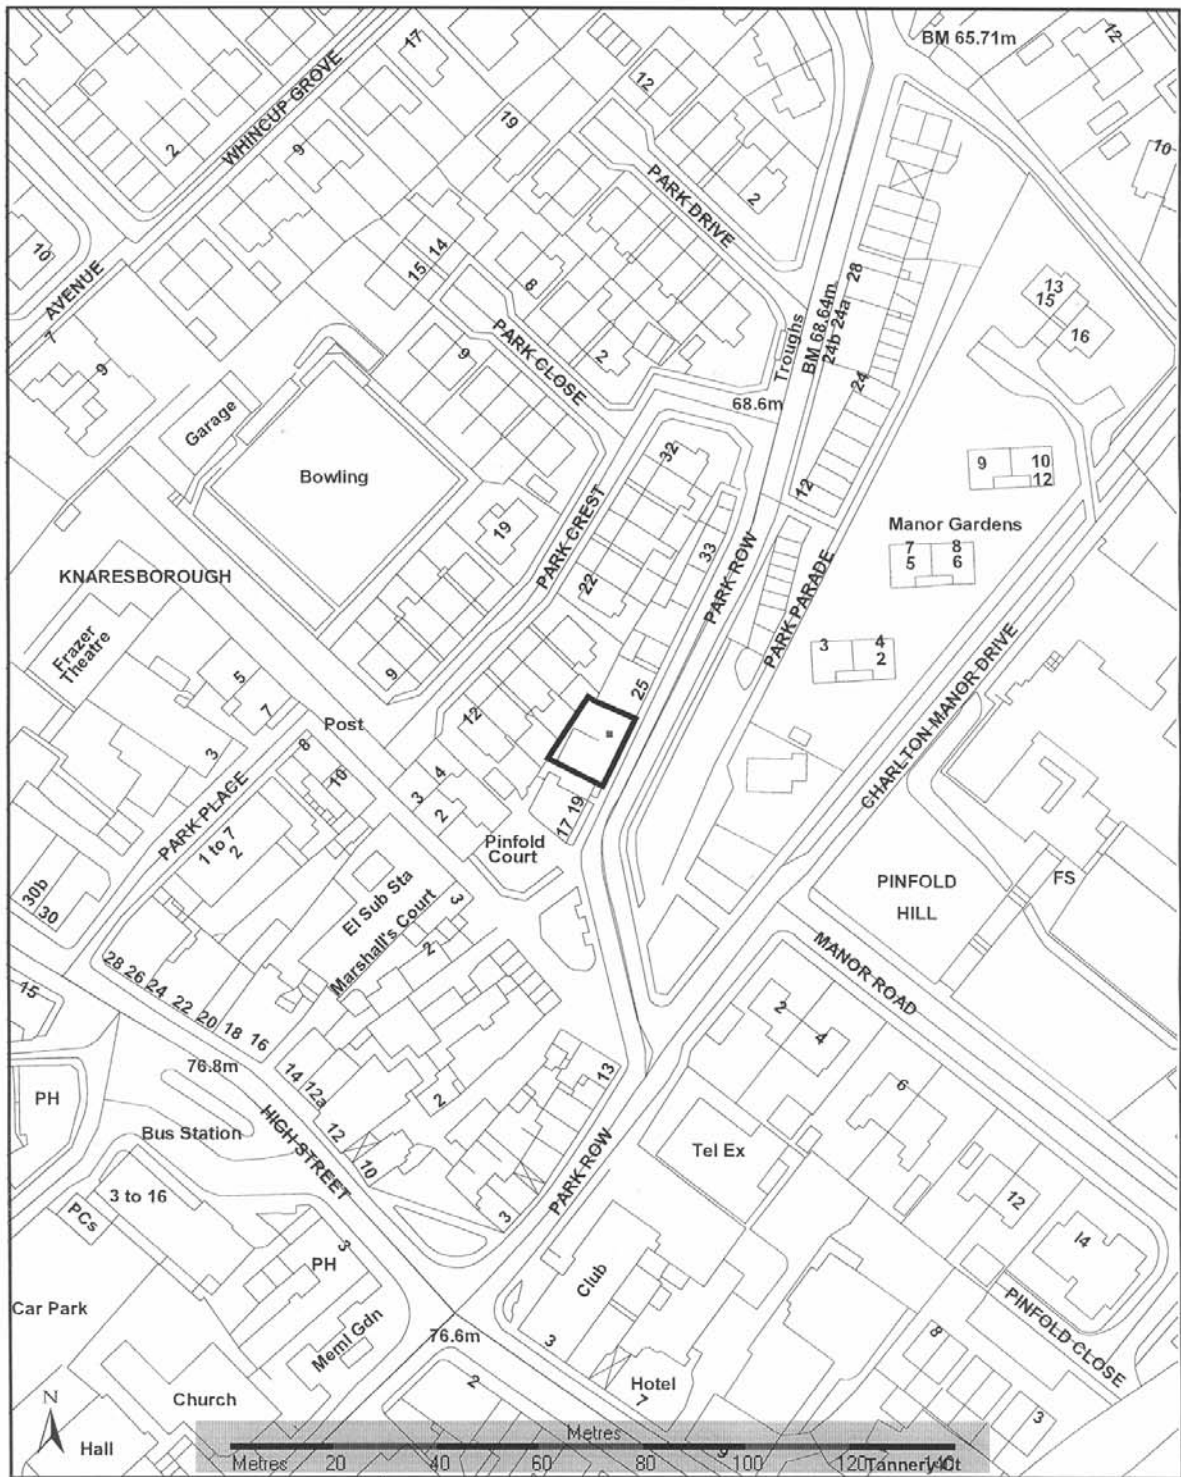 BM 65.71m
12
17
12
WHINCUP GROVE
19
2
9
10
PARK DRIVE
2
10
14
15
8
28
13
15
16
AVENUE
7
9
PARK CLOSE
9
2
Troughs
BM 68.64m
24b 24a
24
68.6m
Garage
Bowling
32
9
10
12
12
19
PARK CREST
33
PARK ROW
Manor Gardens
7
8
5
6
KNARESBOROUGH
22
PARK PARADE
Frazer
Theatre
5
9
25
3
4
2
CHARLTON MANOR DRIVE
7
Post
12
3
8
10
4
3
2
PARK PLACE
1 to 7
2
17 19
Pinfold
Court
PINFOLD
HILL
FS
30b
30
El Sub Sta
Marshall's Court
3
2
MANOR ROAD
28
26
24
22
20
18
16
15
76.8m
14
12a
2
13
2
4
6
PH
Bus Station
HIGH STREET
12
10
PARK ROW
Tel Ex
3 to 16
PCs
3
12
14
3
PH
Club
Car Park
Meml Gdn
76.6m
3
PINFOLD CLOSE
8
Church
2
Hotel
7
3
N
Hall
Metres
9
Metres 20 40 60 80 100 120 140
Tannery Ct